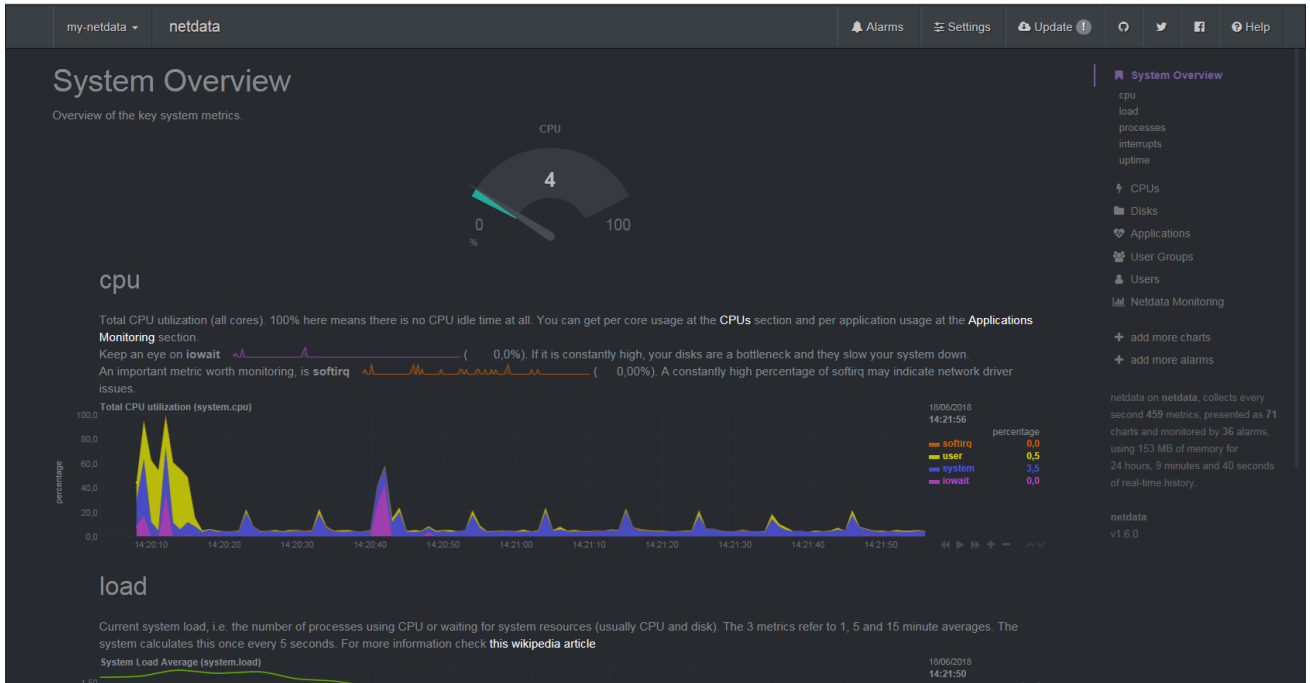 my-netdata netdata Alarms Settings Update ! Help
System Overview
Overview of the key system metrics.
CPU
4
0 100
%
cpu
Total CPU utilization (all cores). 100% here means there is no CPU idle time at all. You can get per core usage at the CPUs section and per application usage at the Applications
Monitoring section.
Keep an eye on iowait ( 0,0%). If it is constantly high, your disks are a bottleneck and they slow your system down.
An important metric worth monitoring, is softirq ( 0,00%). A constantly high percentage of softirq may indicate network driver
issues.
Total CPU utilization (system.cpu)
18/06/2018
14:21:56
percentage
softirq 0,0
user 0,5
system 3,5
iowait 0,0
percentage
100,0
80,0
60,0
40,0
20,0
0,0
14:20:10 14:20:20 14:20:30 14:20:40 14:20:50 14:21:00 14:21:10 14:21:20 14:21:30 14:21:40 14:21:50
load
Current system load, i.e. the number of processes using CPU or waiting for system resources (usually CPU and disk). The 3 metrics refer to 1, 5 and 15 minute averages. The
system calculates this once every 5 seconds. For more information check this wikipedia article
System Load Average (system.load)
18/06/2018
14:21:50
1,50
System Overview
cpu
load
processes
interrupts
uptime
CPUs
Disks
Applications
User Groups
Users
Netdata Monitoring
add more charts
add more alarms
netdata on netdata, collects every
second 459 metrics, presented as 71
charts and monitored by 36 alarms,
using 153 MB of memory for
24 hours, 9 minutes and 40 seconds
of real-time history.
netdata
v1.6.0